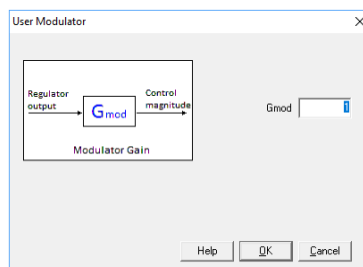 User Modulator
Regulator output
Control magnitude
Gmod
Modulator Gain
Gmod
1
Help
OK
Cancel